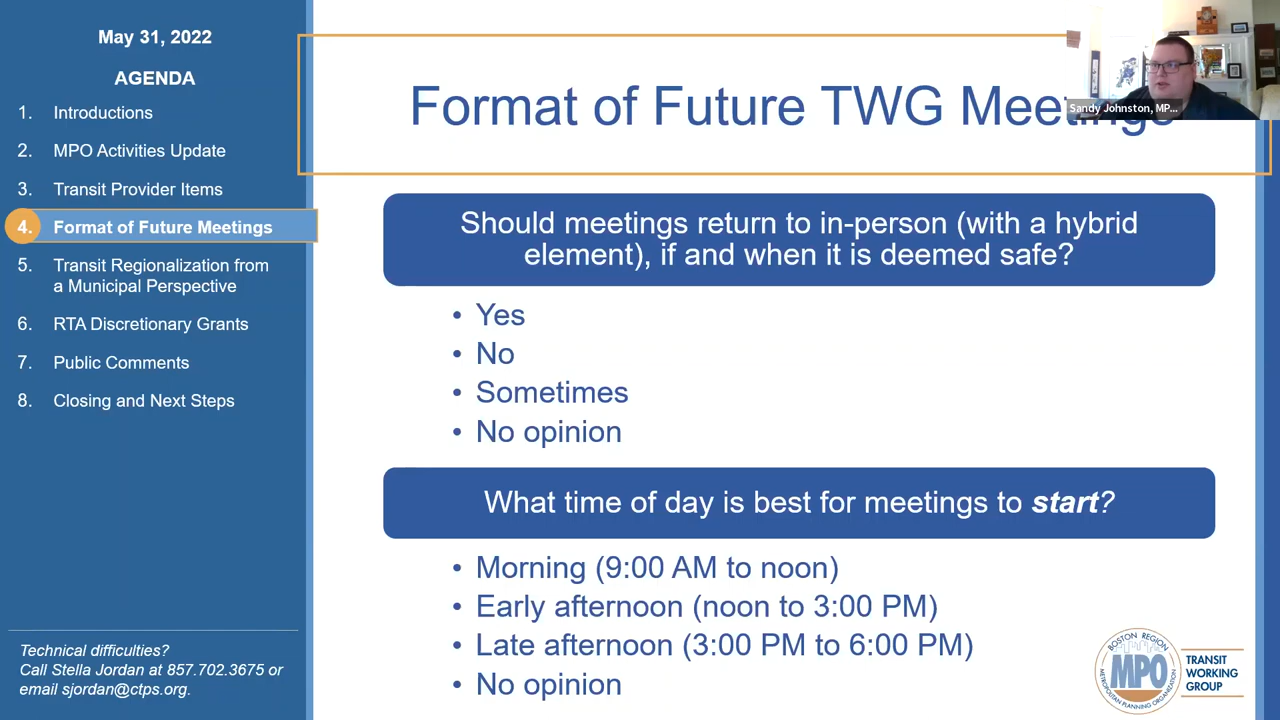 May 31, 2022
AGENDA
1. Introductions
2. MPO Activities Update
3. Transit Provider Items
4. Format of Future Meetings
5. Transit Regionalization from
a Municipal Perspective
6. RTA Discretionary Grants
7. Public Comments
8. Closing and Next Steps
Technical difficulties?
Call Stella Jordan at 857.702.3675 or
email sjordan@ctps.org.
Format of Future TWG Meetings
Sandy Johnston, MP...
Should meetings return to in-person (with a hybrid
element), if and when it is deemed safe?
• Yes
• No
• Sometimes
• No opinion
What time of day is best for meetings to start?
• Morning (9:00 AM to noon)
• Early afternoon (noon to 3:00 PM)
• Late afternoon (3:00 PM to 6:00 PM)
• No opinion
BOSTON REGION
MPO
METROPOLITAN PLANNING ORGANIZATION
TRANSIT
WORKING
GROUP